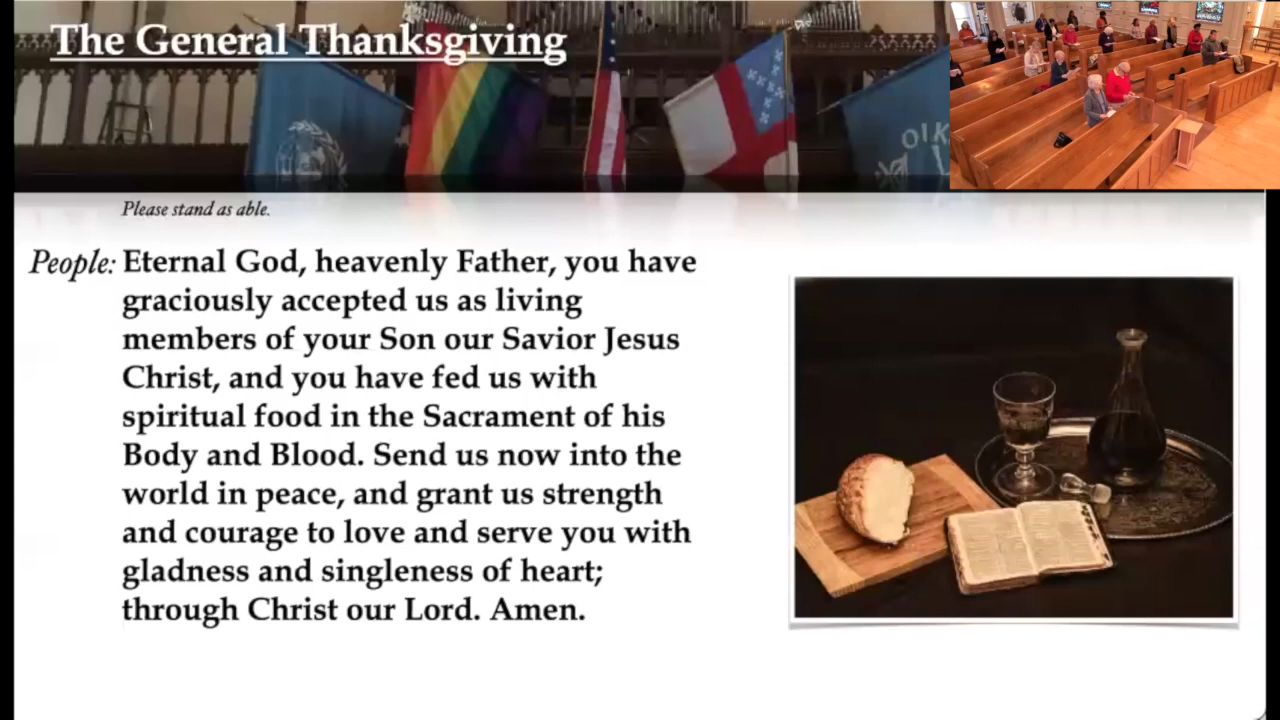 The General Thanksgiving
OIK
Please stand as able.
People: Eternal God, heavenly Father, you have
graciously accepted us as living
members of your Son our Savior Jesus
Christ, and you have fed us with
spiritual food in the Sacrament of his
Body and Blood. Send us now into the
world in peace, and grant us strength
and courage to love and serve you with
gladness and singleness of heart;
through Christ our Lord. Amen.